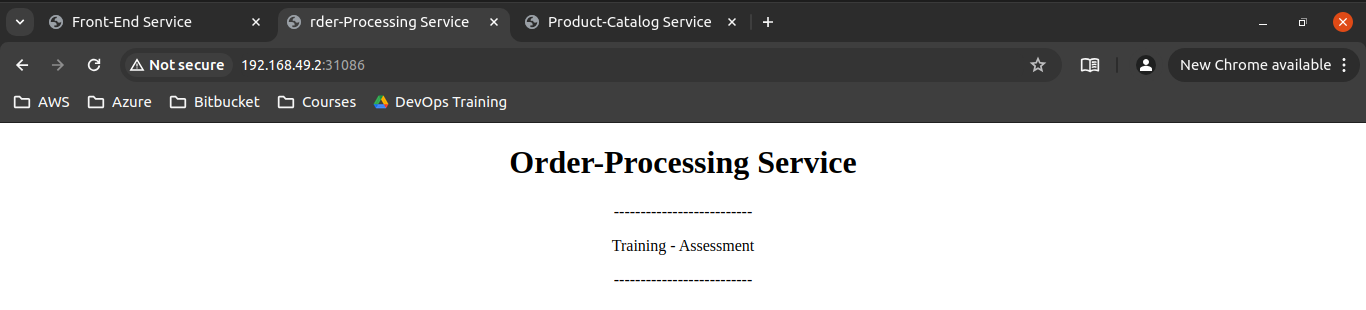 Front-End Service
rder-Processing Service
Product-Catalog Service
Not secure 192.168.49.2:31086
New Chrome available
AWS
Azure
Bitbucket
Courses
DevOps Training
Order-Processing Service
--------------------------
Training - Assessment
--------------------------